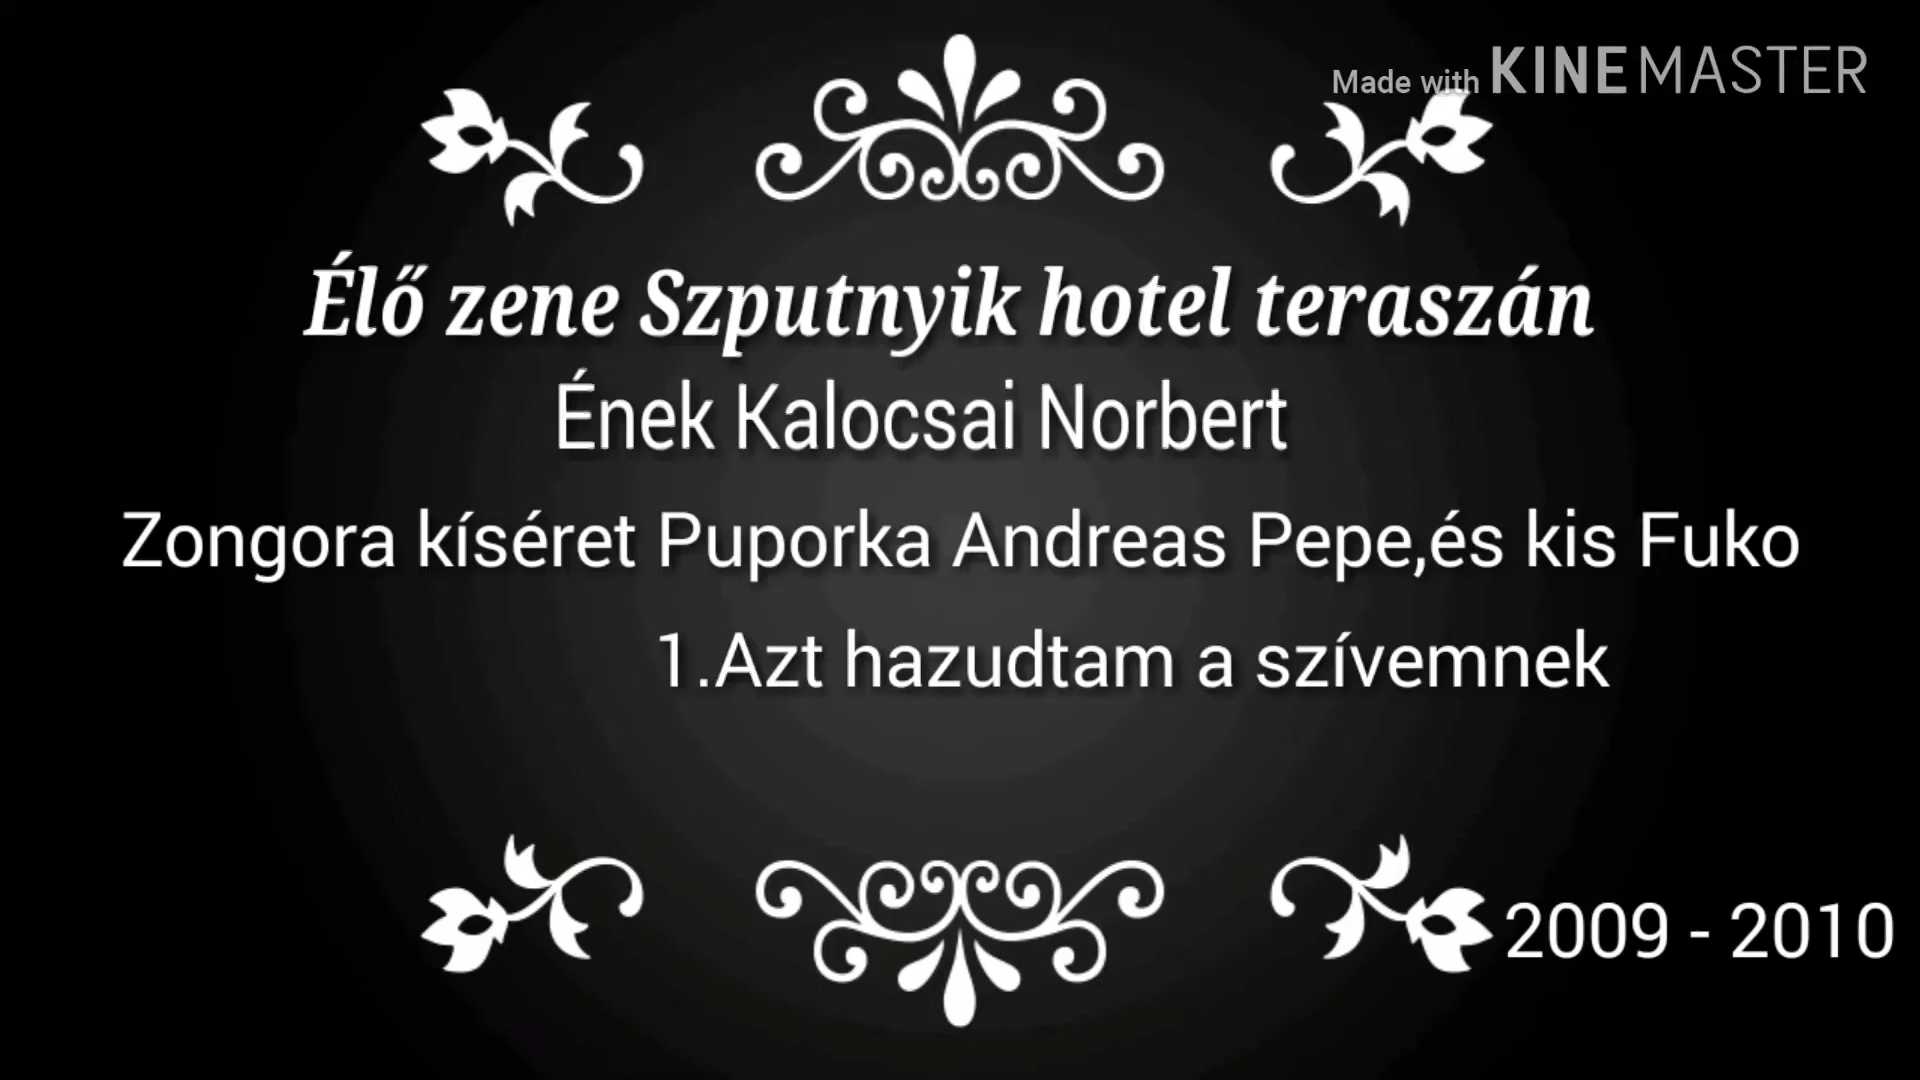 Made with KINEMASTER
Élő zene Szputnyik hotel teraszán
Ének Kalocsai Norbert
Zongora kíséret Puporka Andreas Pepe,és kis Fuko
1.Azt hazudtam a szívemnek
2009 - 2010